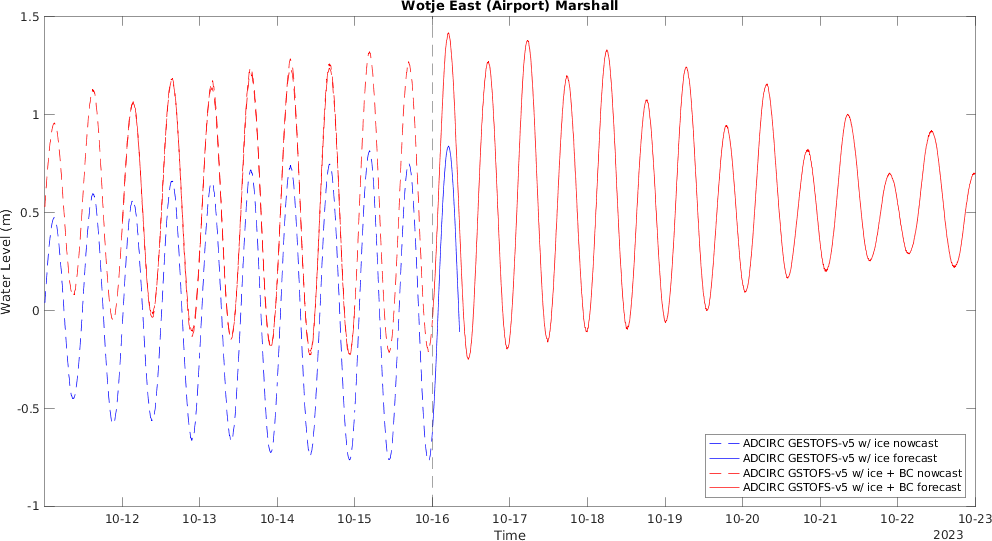 Wotje East (Airport) Marshall
1.5
1
0.5
0
-0.5
-1
Water Level (m)
10-12 10-13 10-14 10-15 10-16 10-17 10-18 10-19 10-20 10-21 10-22 10-23
Time
2023
ADCIRC GESTOFS-v5 w/ ice nowcast
ADCIRC GESTOFS-v5 w/ ice forecast
ADCIRC GSTOFS-v5 w/ ice + BC nowcast
ADCIRC GSTOFS-v5 w/ ice + BC forecast